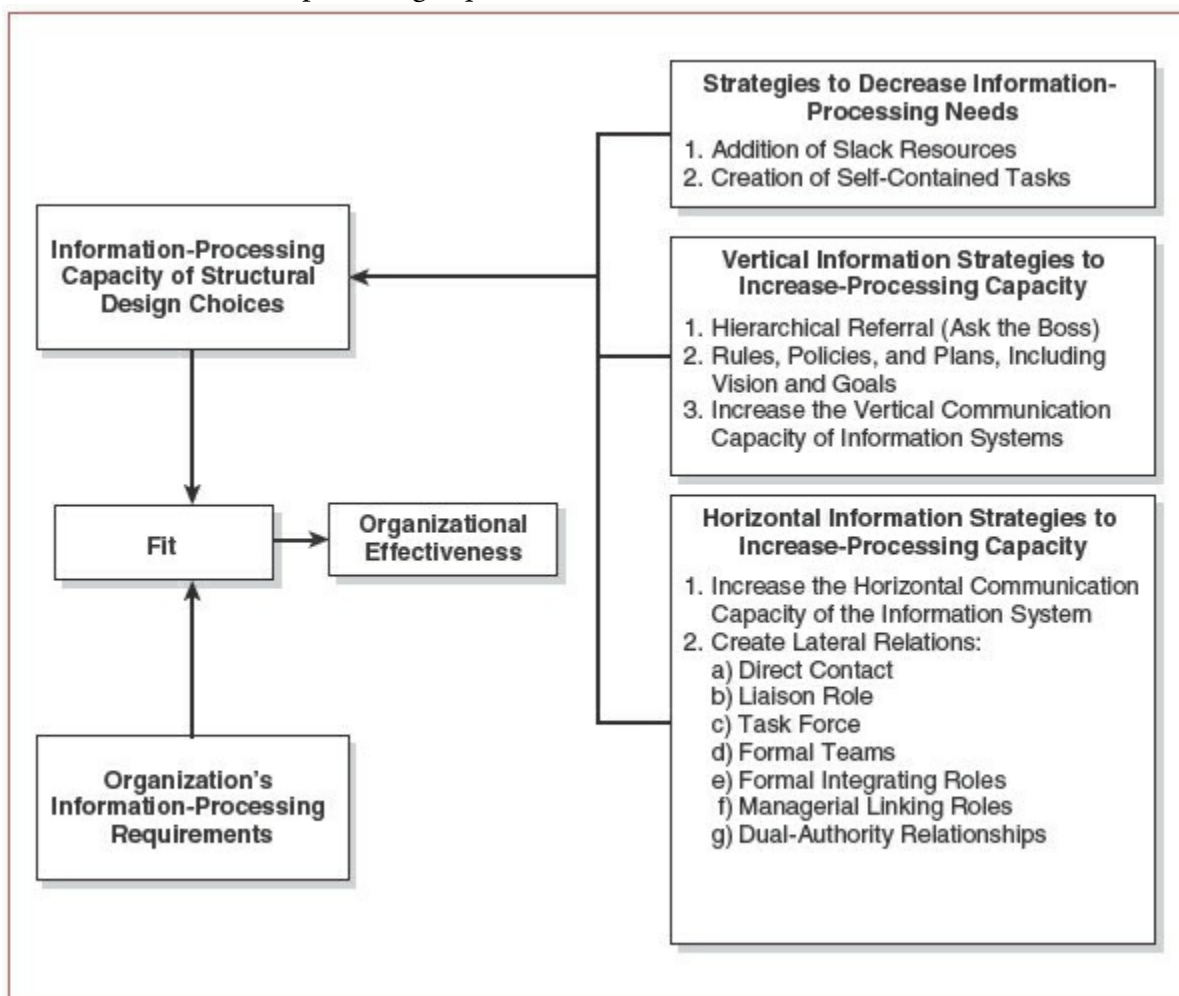 Strategies to Decrease Information-
Processing Needs
1. Addition of Slack Resources
2. Creation of Self-Contained Tasks
Information-Processing
Capacity of Structural
Design Choices
Vertical Information Strategies to
Increase-Processing Capacity
1. Hierarchical Referral (Ask the Boss)
2. Rules, Policies, and Plans, Including
Vision and Goals
3. Increase the Vertical Communication
Capacity of Information Systems
Fit
Organizational
Effectiveness
Horizontal Information Strategies to
Increase-Processing Capacity
1. Increase the Horizontal Communication
Capacity of the Information System
2. Create Lateral Relations:
a) Direct Contact
b) Liaison Role
c) Task Force
d) Formal Teams
e) Formal Integrating Roles
f) Managerial Linking Roles
g) Dual-Authority Relationships
Organization's
Information-Processing
Requirements